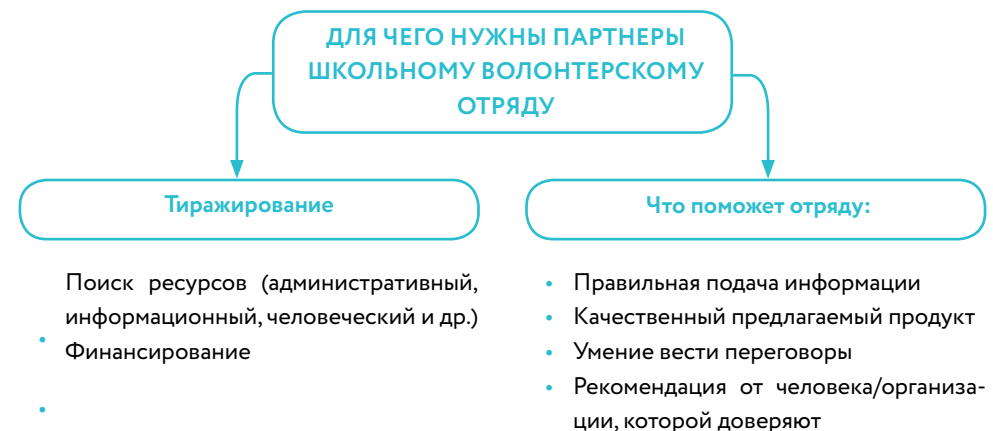 ДЛЯ ЧЕГО НУЖНЫ ПАРТНЕРЫ
ШКОЛЬНОМУ ВОЛОНТЕРСКОМУ
ОТРЯДУ
Тиражирование
Поиск ресурсов (административный,
информационный, человеческий и др.)
•
Финансирование
•
Что поможет отряду:
• Правильная подача информации
• Качественный предлагаемый продукт
• Умение вести переговоры
• Рекомендация от человека/организа-
ции, которой доверяют